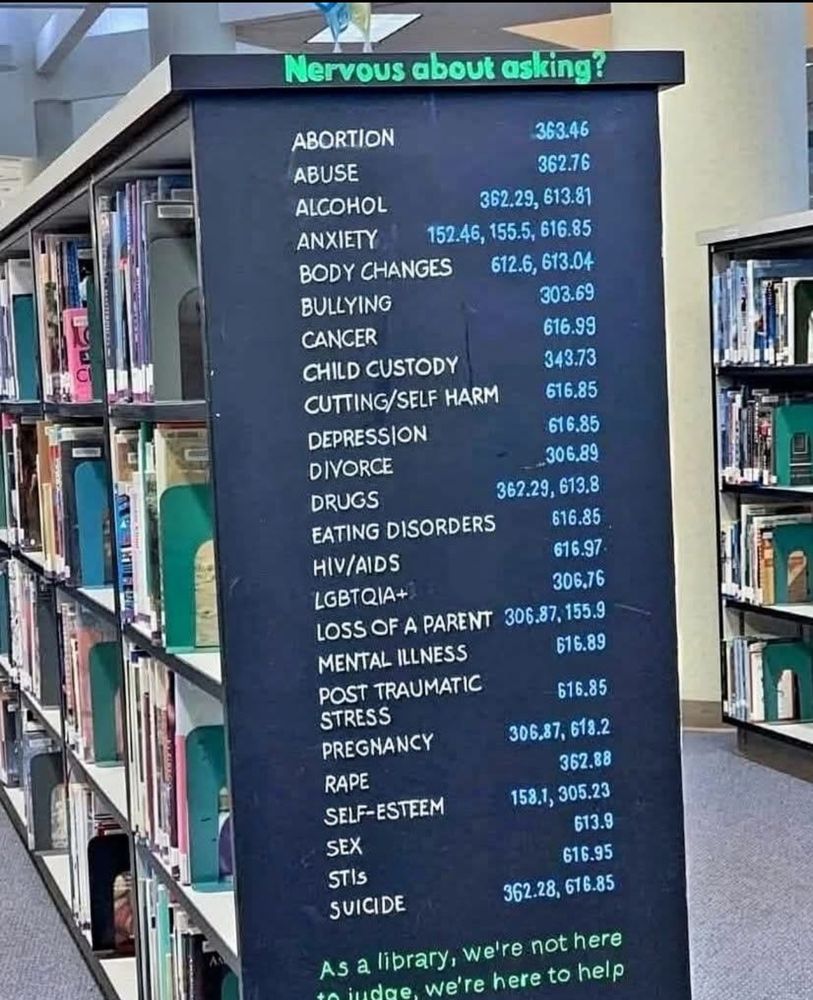 Nervous about asking?
ABORTION 363.46
ABUSE 362.76
ALCOHOL 362.29, 613.81
ANXIETY 152.46, 155.5, 616.85
BODY CHANGES 612.6, 613.04
BULLYING 303.69
CANCER 616.99
CHILD CUSTODY 343.73
CUTTING/SELF HARM 616.85
DEPRESSION 616.85
DIVORCE 306.89
DRUGS 362.29, 613.8
EATING DISORDERS 616.85
HIV/AIDS 616.97
LGBTQIA+ 306.76
LOSS OF A PARENT 306.87, 155.9
MENTAL ILLNESS 616.89
POST TRAUMATIC 616.85
STRESS
PREGNANCY 306.87, 618.2
RAPE 362.88
SELF-ESTEEM 158.1, 305.23
SEX 613.9
STIs 616.95
SUICIDE 362.28, 616.85
As a library, we're not here
to judge, we're here to help